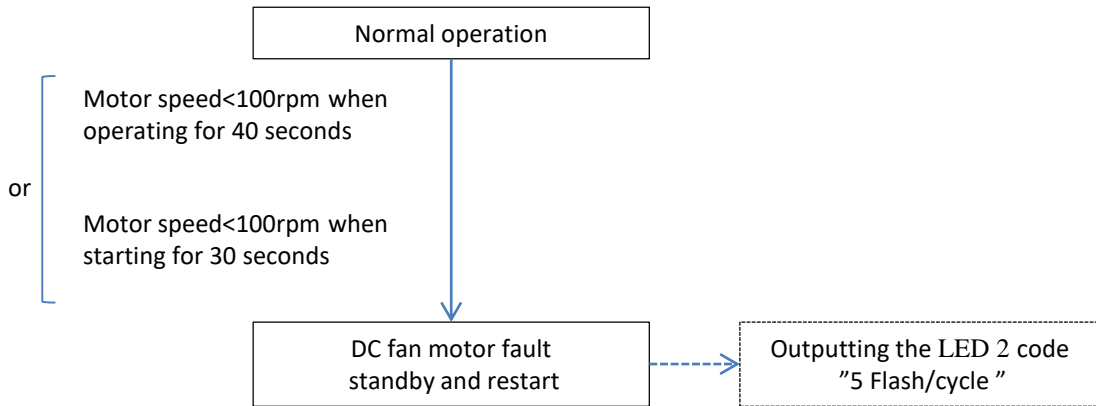 Normal operation
Motor speed<100rpm when
operating for 40 seconds
or
Motor speed<100rpm when
starting for 30 seconds
DC fan motor fault
standby and restart
Outputting the LED 2 code
”5 Flash/cycle ”